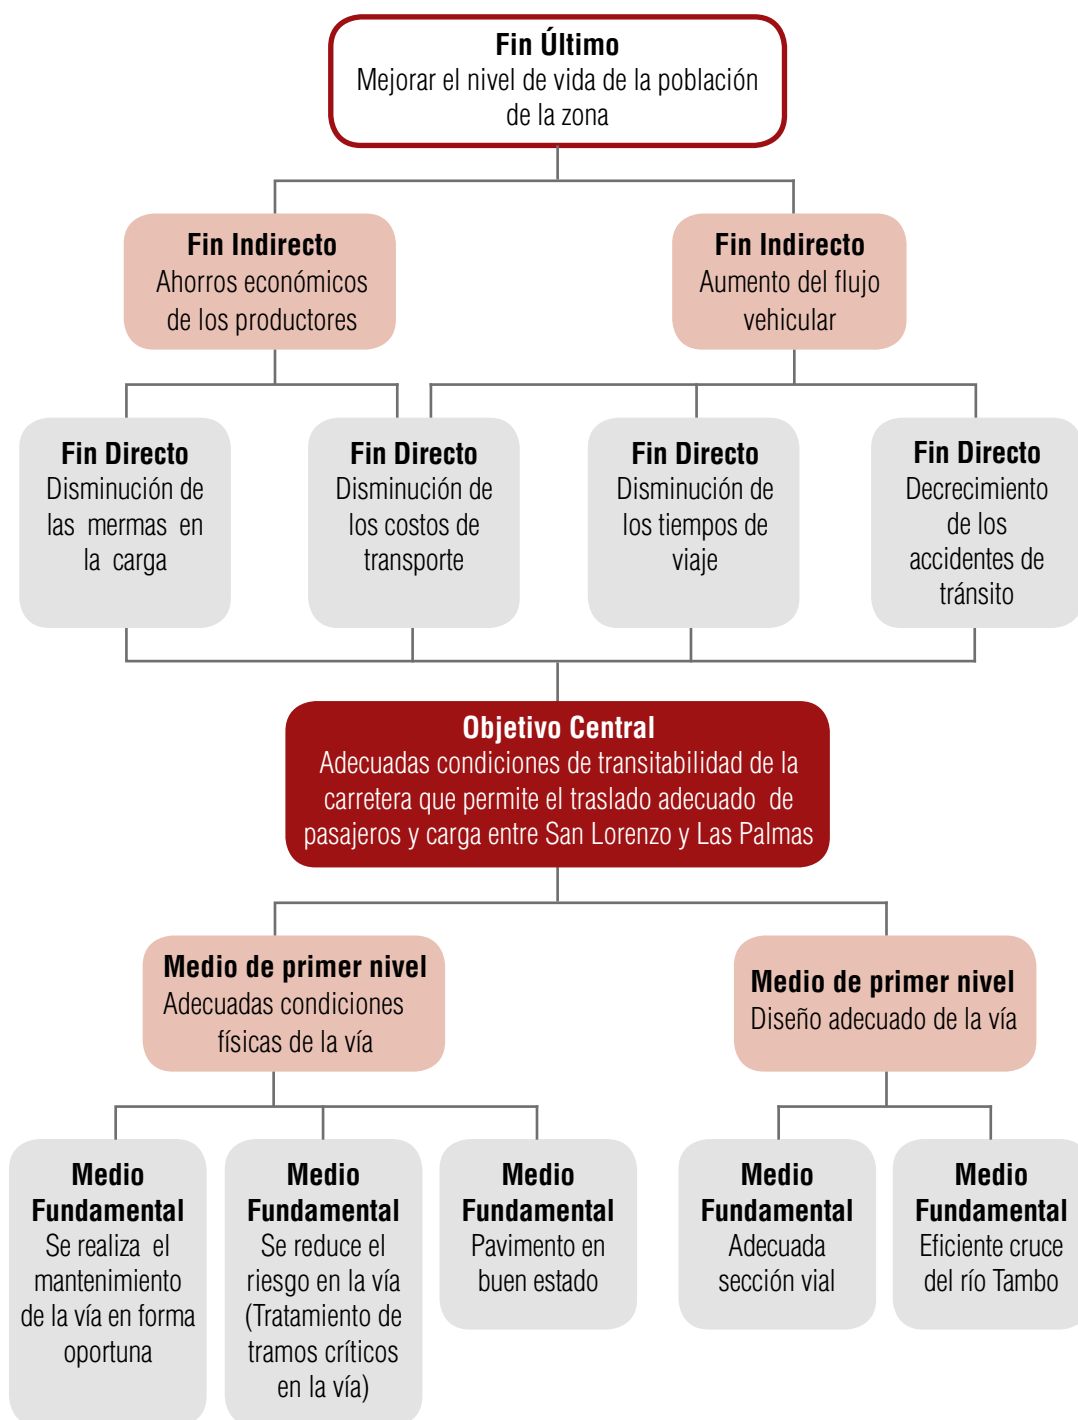 Fin Último
Mejorar el nivel de vida de la población
de la zona
Fin Indirecto
Ahorros económicos
de los productores
Fin Indirecto
Aumento del flujo
vehicular
Fin Directo
Disminución de
las mermas en
la carga
Fin Directo
Disminución de
los costos de
transporte
Fin Directo
Disminución de
los tiempos de
viaje
Fin Directo
Decrecimiento
de los
accidentes de
tránsito
Objetivo Central
Adecuadas condiciones de transitabilidad de la
carretera que permite el traslado adecuado de
pasajeros y carga entre San Lorenzo y Las Palmas
Medio de primer nivel
Adecuadas condiciones
físicas de la vía
Medio de primer nivel
Diseño adecuado de la vía
Medio
Fundamental
Se realiza el
mantenimiento
de la vía en forma
oportuna
Medio
Fundamental
Se reduce el
riesgo en la vía
(Tratamiento de
tramos críticos
en la vía)
Medio
Fundamental
Pavimento en
buen estado
Medio
Fundamental
Adecuada
sección vial
Medio
Fundamental
Eficiente cruce
del río Tambo